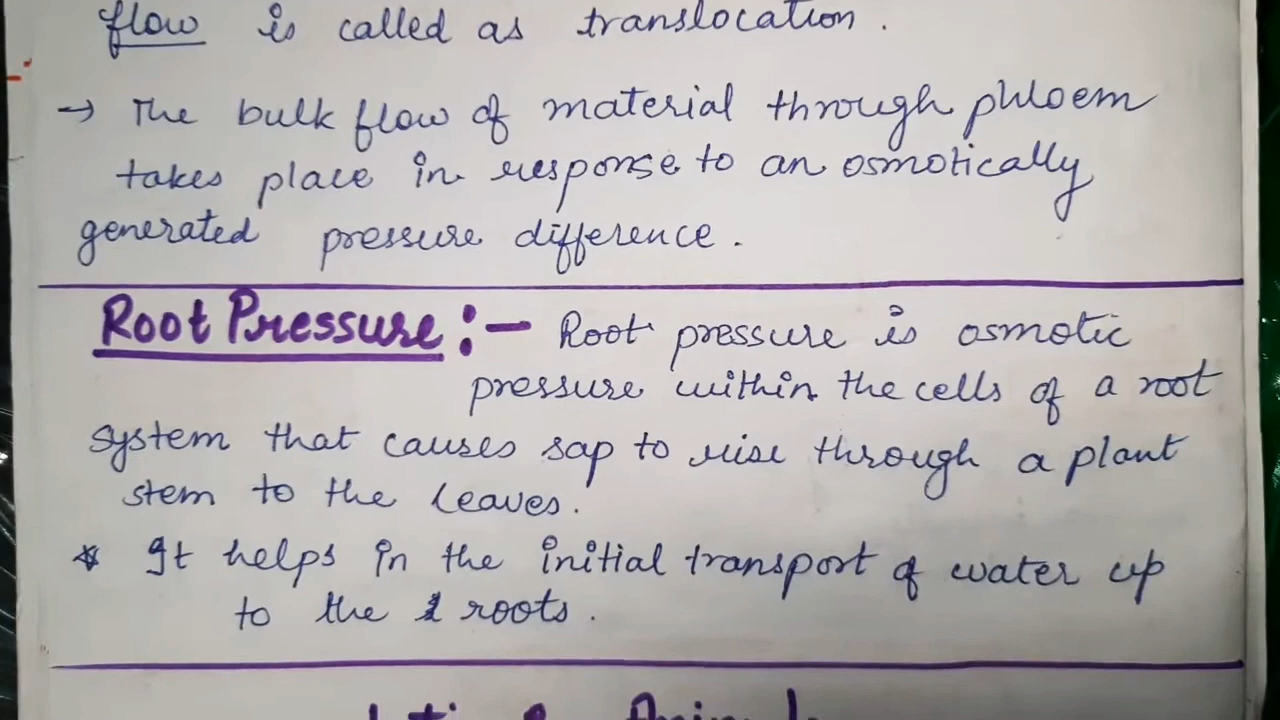 flow is called as translocation.
→ The bulk flow of material through phloem
takes place in response to an osmotically
generated pressure difference.
Root Pressure :- Root pressure is osmotic
pressure within the cells of a root
system that causes sap to rise through a plant
stem to the leaves.
* It helps in the initial transport of water up
to the roots.